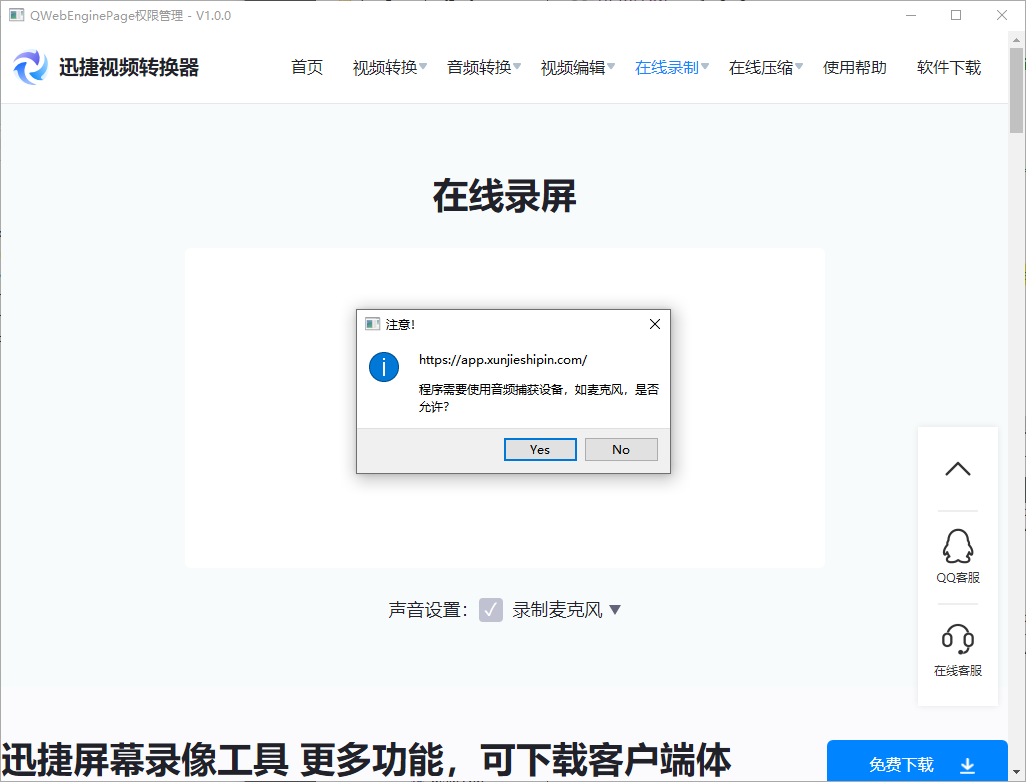 QWebEnginePage权限管理 - V1.0.0
迅捷视频转换器
首页
视频转换
音频转换
视频编辑
在线录制
在线压缩
使用帮助
软件下载
在线录屏
注意!
https://app.xunjieshipin.com/
程序需要使用音频捕获设备，如麦克风，是否
允许?
Yes
No
声音设置：
录制麦克风
QQ客服
在线客服
迅捷屏幕录像工具 更多功能，可下载客户端体
免费下载